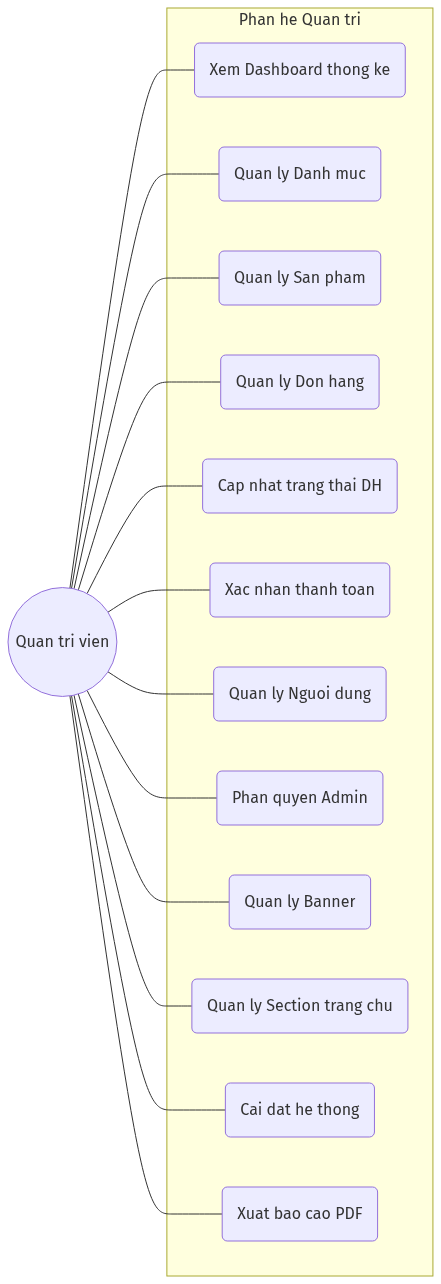 Phan he Quan tri
Xem Dashboard thong ke
Quan ly Danh muc
Quan ly San pham
Quan ly Don hang
Cap nhat trang thai DH
Xac nhan thanh toan
Quan tri vien
Quan ly Nguoi dung
Phan quyen Admin
Quan ly Banner
Quan ly Section trang chu
Cai dat he thong
Xuat bao cao PDF